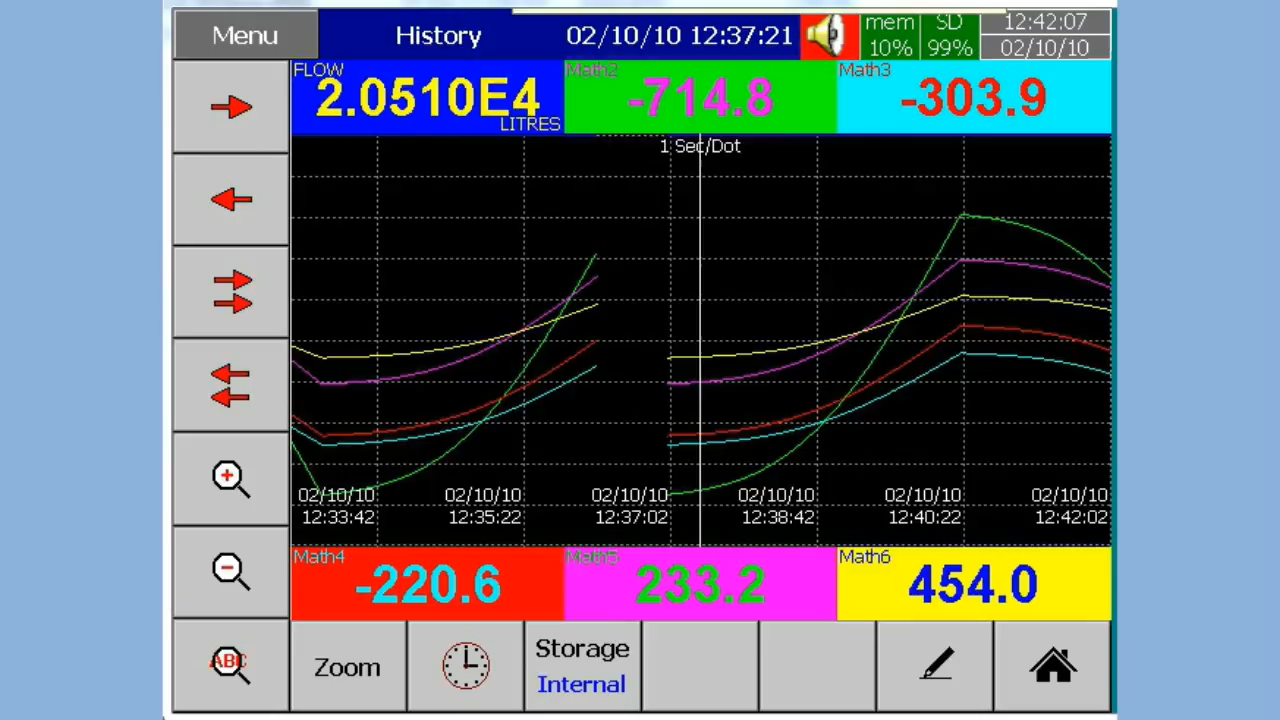 Menu
History
02/10/10 12:37:21
mem
10%
SD
99%
12:42:07
02/10/10
FLOW
2.0510E4
LITRES
Math2
-714.8
Math3
-303.9
1 Sec/Dot
02/10/10 02/10/10 02/10/10 02/10/10 02/10/10 02/10/10
12:33:42 12:35:22 12:37:02 12:38:42 12:40:22 12:42:02
Math4
-220.6
Math5
233.2
Math6
454.0
ABC
Zoom
Storage
Internal